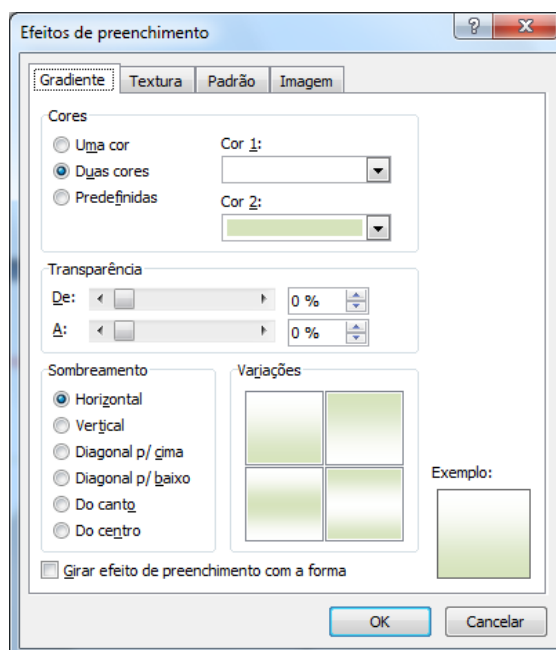 Efeitos de preenchimento
Gradiente Textura Padrão Imagem
Cores
Uma cor
Duas cores
Predefinidas
Cor 1:
Cor 2:
Transparência
De: 0 %
A: 0 %
Sombreamento
Horizontal
Vertical
Diagonal p/ cima
Diagonal p/ baixo
Do canto
Do centro
Variações
Exemplo:
Girar efeito de preenchimento com a forma
OK Cancelar